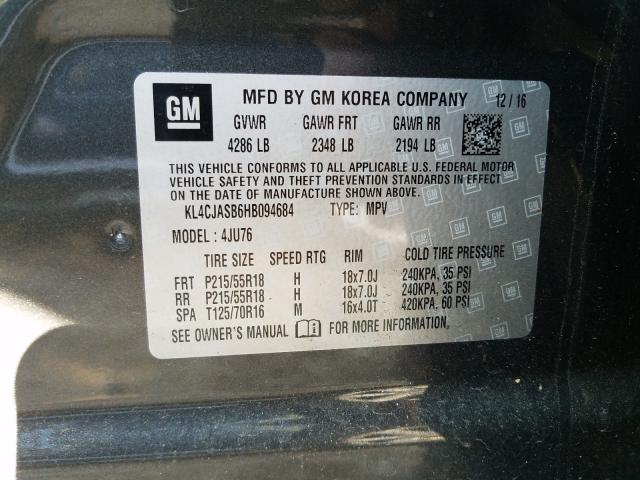 GM
MFD BY GM KOREA COMPANY 12 / 16
GVWR GAWR FRT GAWR RR
4286 LB 2348 LB 2194 LB
THIS VEHICLE CONFORMS TO ALL APPLICABLE U.S. FEDERAL MOTOR
VEHICLE SAFETY AND THEFT PREVENTION STANDARDS IN EFFECT
ON THE DATE OF MANUFACTURE SHOWN ABOVE.
KL4CJASB6HB094684 TYPE: MPV
MODEL : 4JU76
TIRE SIZE SPEED RTG RIM COLD TIRE PRESSURE
FRT P215/55R18 H 18x7.0J 240KPA, 35 PSI
RR P215/55R18 H 18x7.0J 240KPA, 35 PSI
SPA T125/70R16 M 16x4.0T 420KPA, 60 PSI
SEE OWNER'S MANUAL FOR MORE INFORMATION.